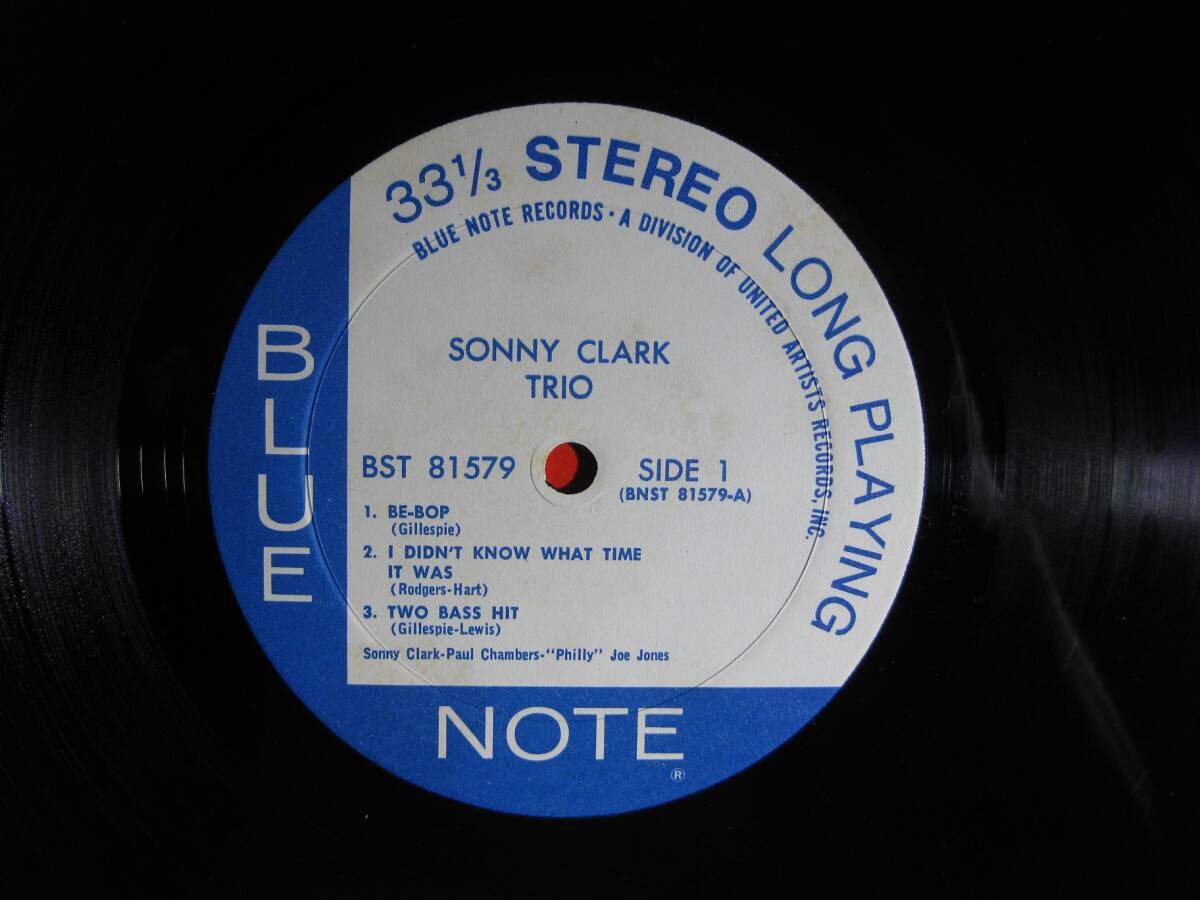 33⅓ STEREO LONG PLAYING
BLUE NOTE RECORDS · A DIVISION OF UNITED ARTISTS RECORDS, INC.
SONNY CLARK
TRIO
BST 81579
SIDE 1
(BNST 81579-A)
1. BE-BOP
(Gillespie)
2. I DIDN'T KNOW WHAT TIME
IT WAS
(Rodgers-Hart)
3. TWO BASS HIT
(Gillespie-Lewis)
Sonny Clark-Paul Chambers-"Philly" Joe Jones
BLUE
NOTE
®